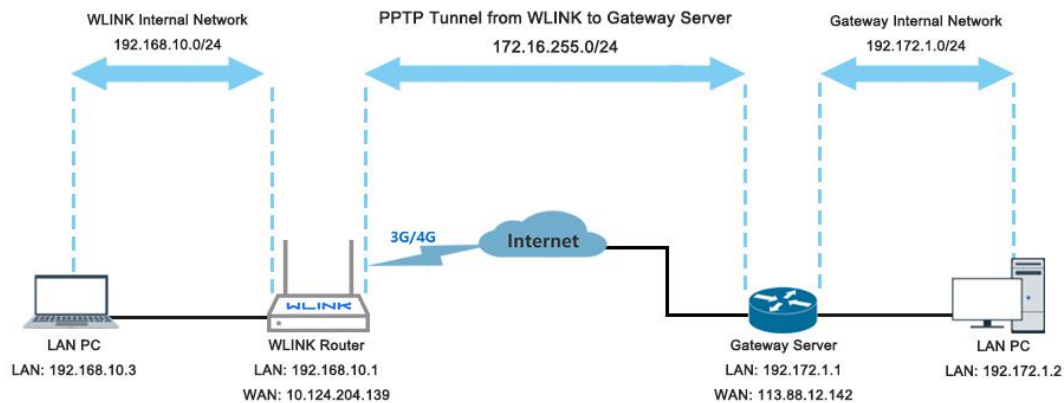 WLINK Internal Network
192.168.10.0/24
PPTP Tunnel from WLINK to Gateway Server
172.16.255.0/24
Gateway Internal Network
192.172.1.0/24
3G/4G
Internet
WLINK
LAN PC
LAN: 192.168.10.3
WLINK Router
LAN: 192.168.10.1
WAN: 10.124.204.139
Gateway Server
LAN: 192.172.1.1
WAN: 113.88.12.142
LAN PC
LAN: 192.172.1.2